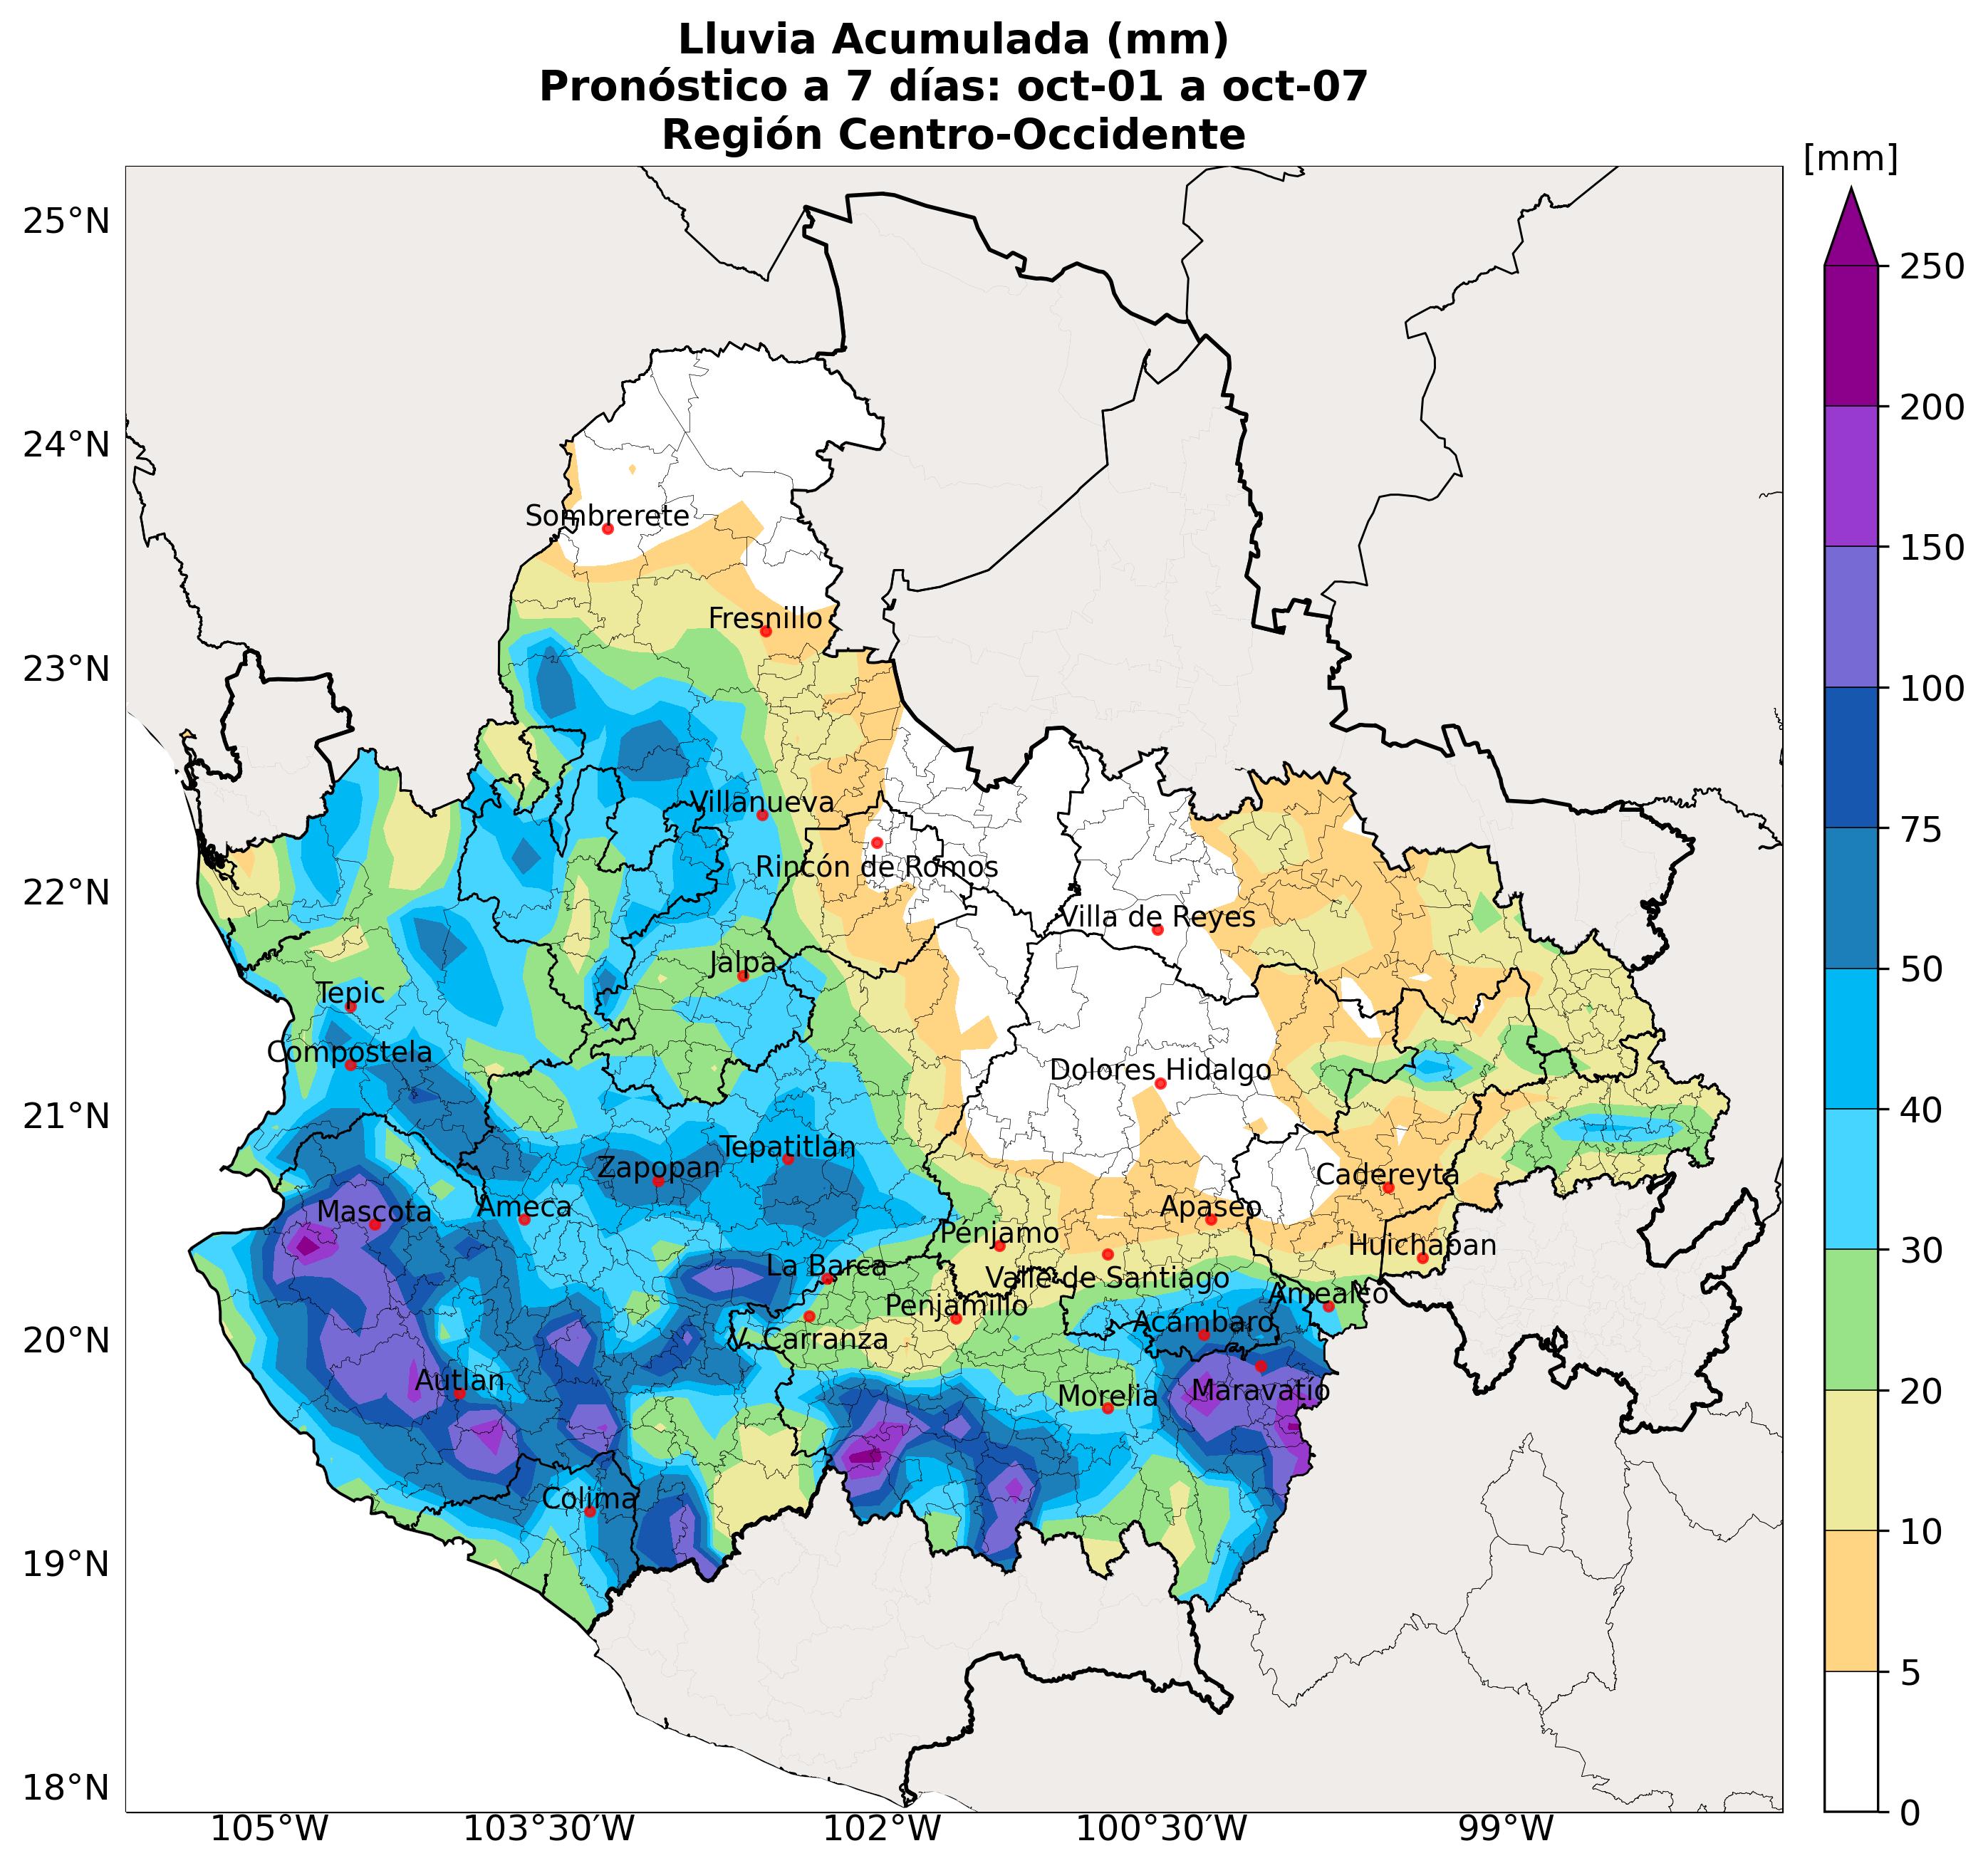 Lluvia Acumulada (mm)
Pronóstico a 7 días: oct-01 a oct-07
Región Centro-Occidente
[mm]
25°N
24°N
23°N
22°N
21°N
20°N
19°N
18°N
105°W
103°30'W
102°W
100°30'W
99°W
250
200
150
100
75
50
40
30
20
10
5
0
Sombrerete
Fresnillo
Villanueva
Rincón de Romos
Villa de Reyes
Jalpa
Tepic
Compostela
Dolores Hidalgo
Tepatitlán
Zapopan
Cadereyta
Mascota
Ameca
Apaseo
Pénjamo
Huichapan
La Barca
Valle de Santiago
Amealco
Penjamillo
Acámbaro
V. Carranza
Autlán
Maravatío
Morelia
Colima